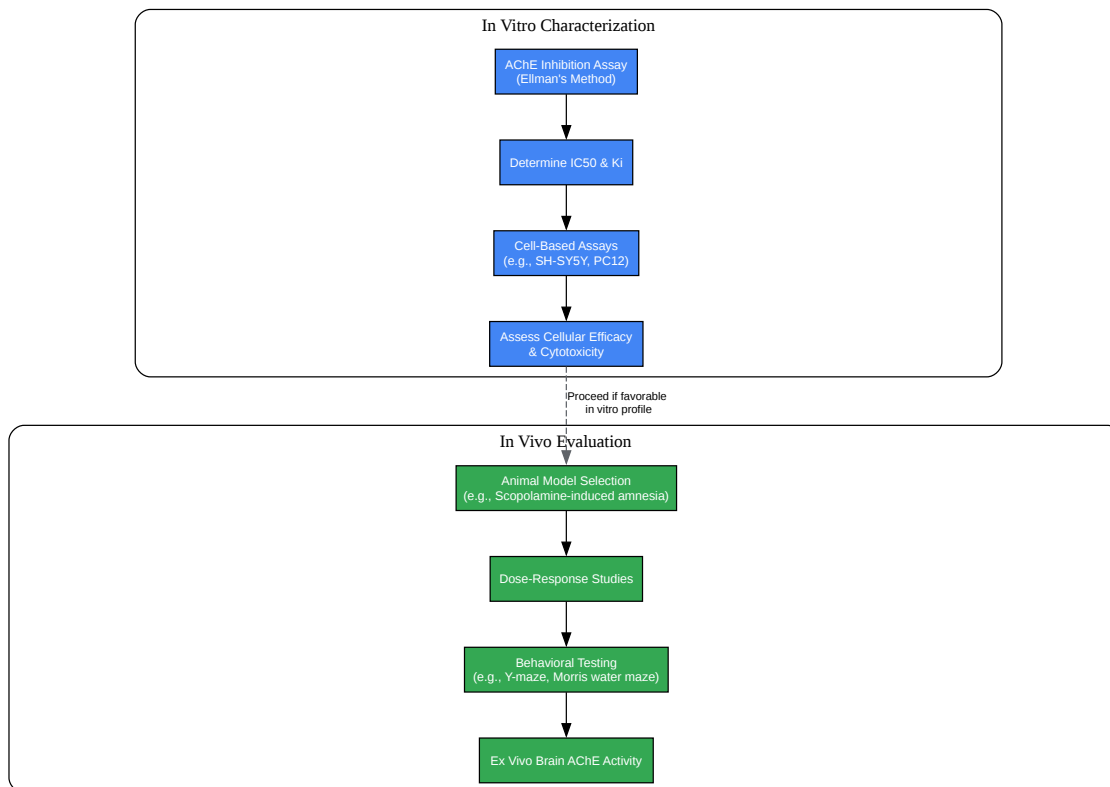 In Vitro Characterization
AChE Inhibition Assay
(Ellman's Method)
Determine IC50 & Ki
Cell-Based Assays
(e.g., SH-SY5Y, PC12)
Assess Cellular Efficacy
& Cytotoxicity
Proceed if favorable
in vitro profile
In Vivo Evaluation
Animal Model Selection
(e.g., Scopolamine-induced amnesia)
Dose-Response Studies
Behavioral Testing
(e.g., Y-maze, Morris water maze)
Ex Vivo Brain AChE Activity